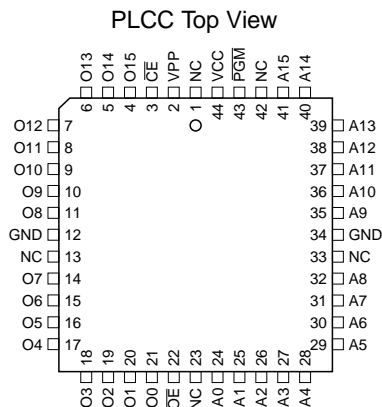 PLCC Top View
O13 O14 O15 CE VPP NC VCC PGM NC A15 A14
6 5 4 3 2 1 44 43 42 41 40
O12 7 39 A13
O11 8 38 A12
O10 9 37 A11
O9 10 36 A10
O8 11 35 A9
GND 12 34 GND
NC 13 33 NC
O7 14 32 A8
O6 15 31 A7
O5 16 30 A6
O4 17 29 A5
18 19 20 21 22 23 24 25 26 27 28
O3 O2 O1 O0 OE NC A0 A1 A2 A3 A4